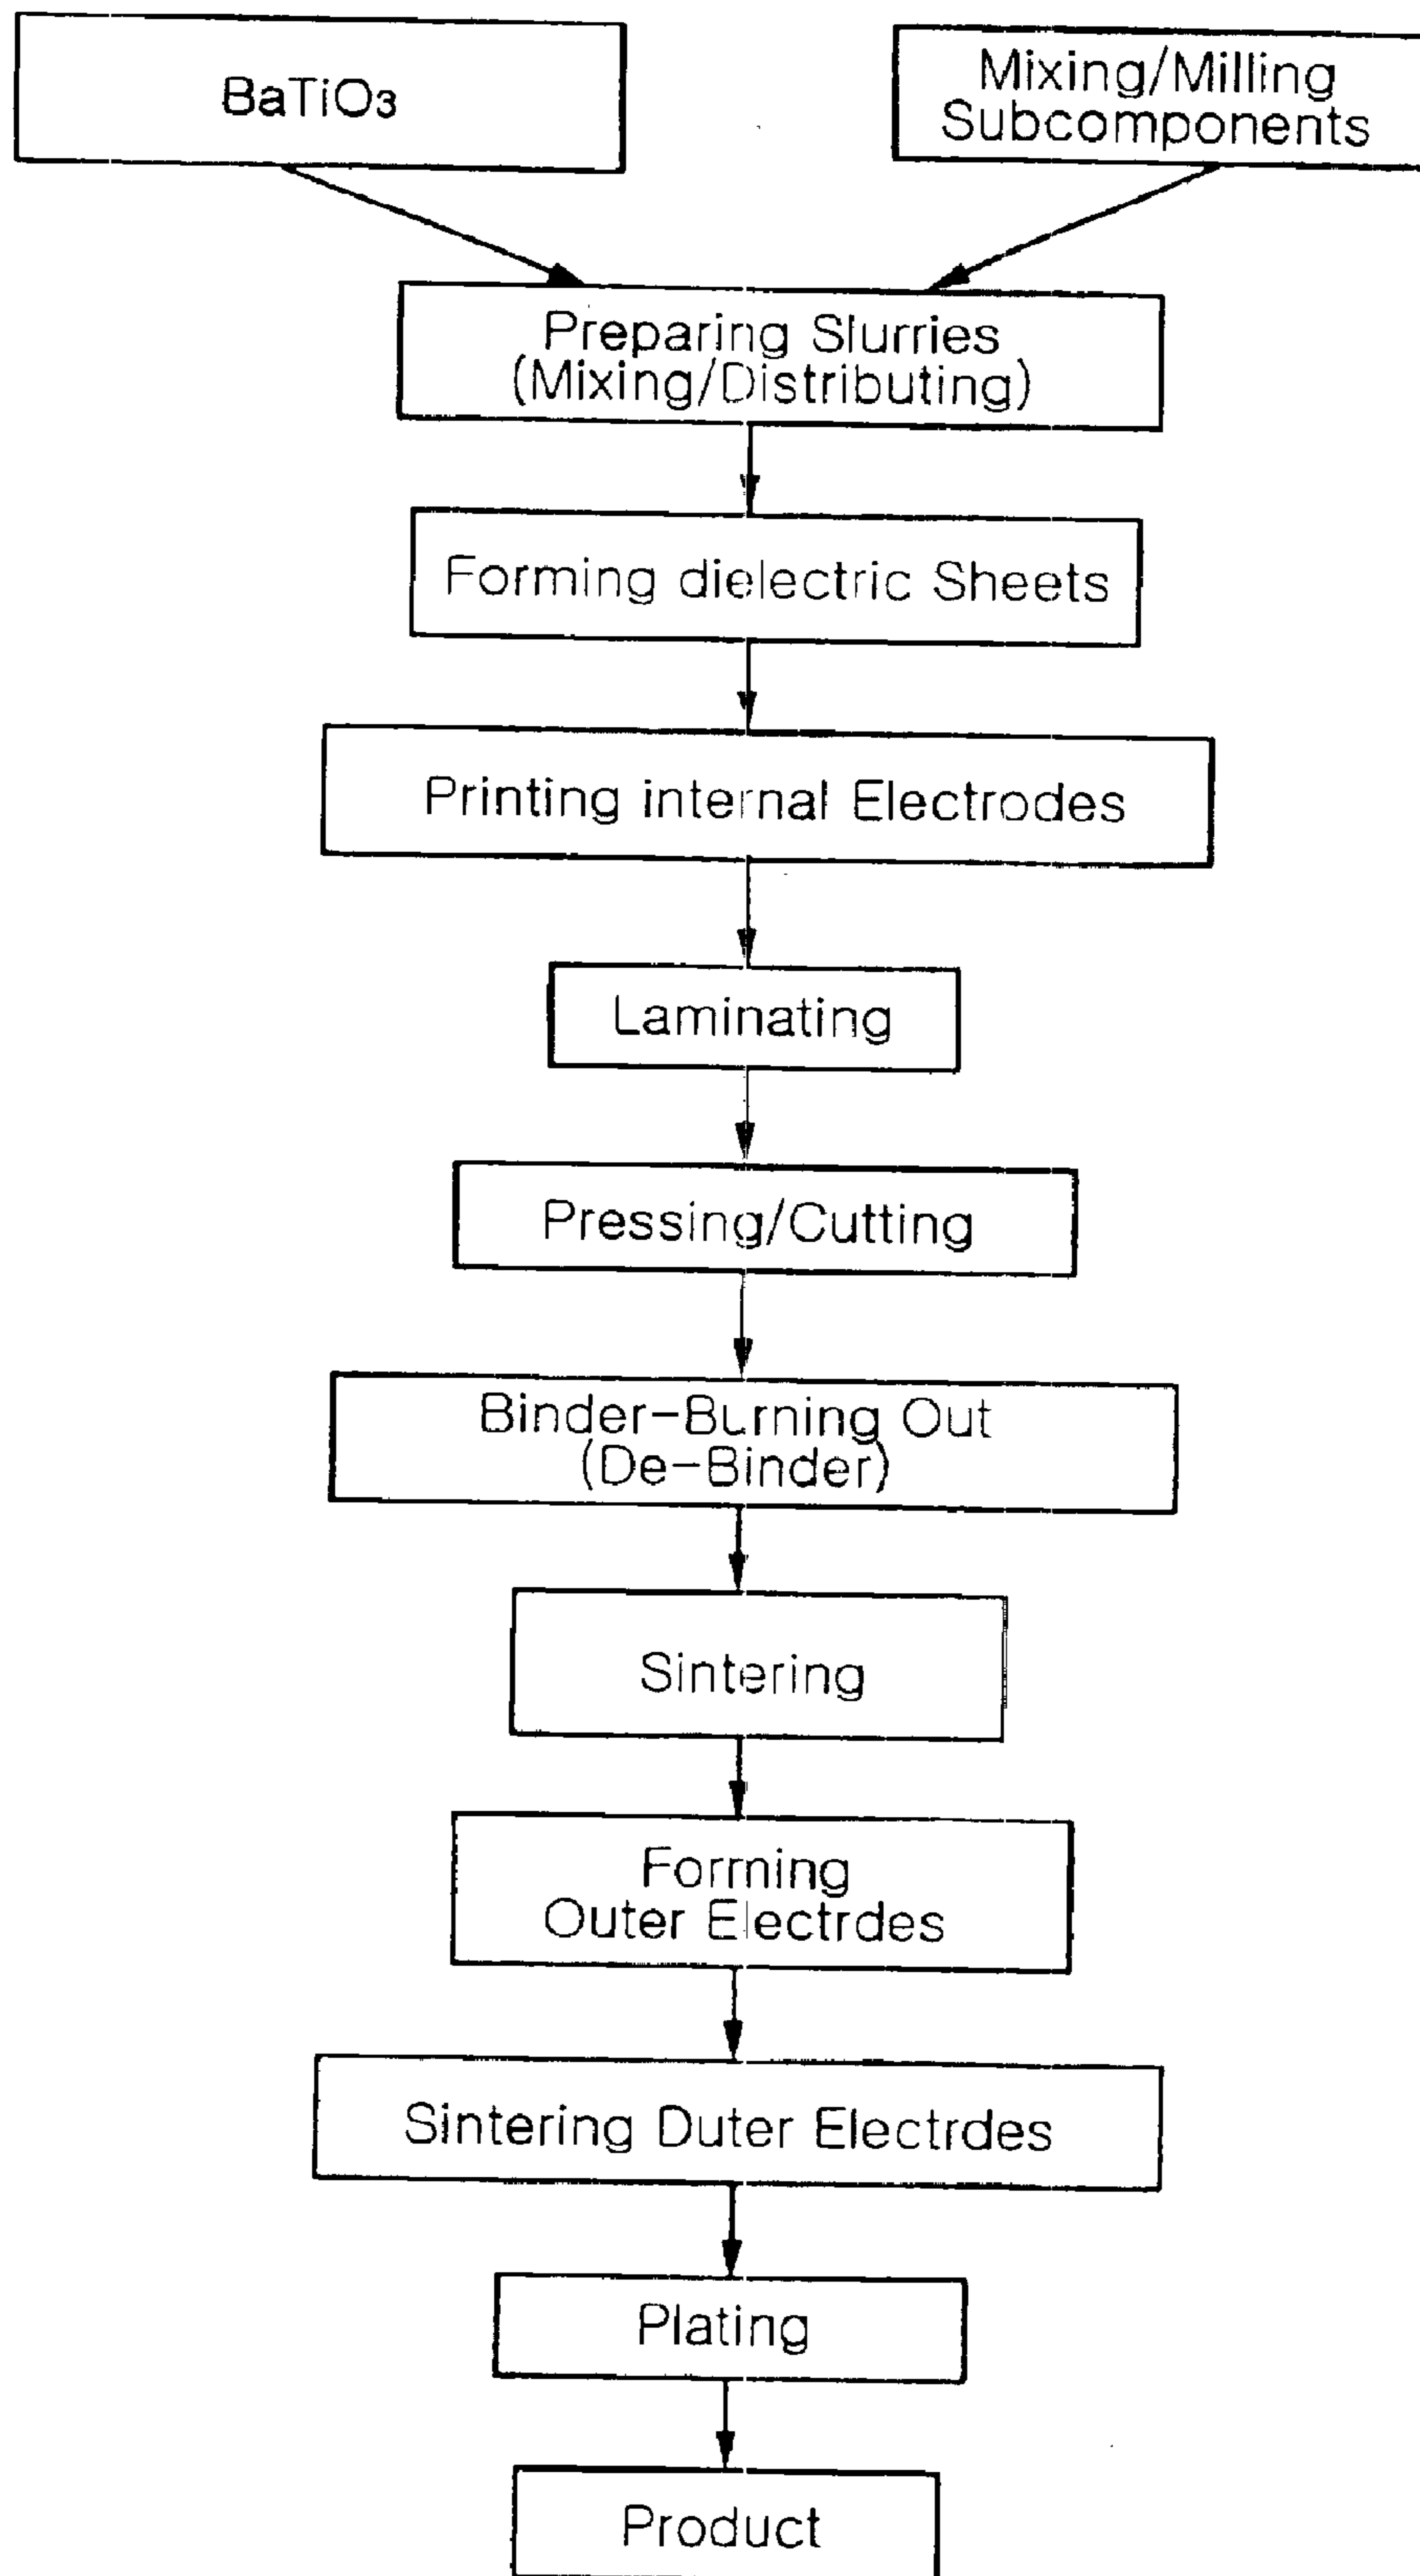 BaTiO₃
Mixing/Milling
Subcomponents
Preparing Slurries
(Mixing/Distributing)
Forming dielectric Sheets
Printing internal Electrodes
Laminating
Pressing/Cutting
Binder-Burning Out
(De-Binder)
Sintering
Forming
Outer Electrdes
Sintering Duter Electrdes
Plating
Product